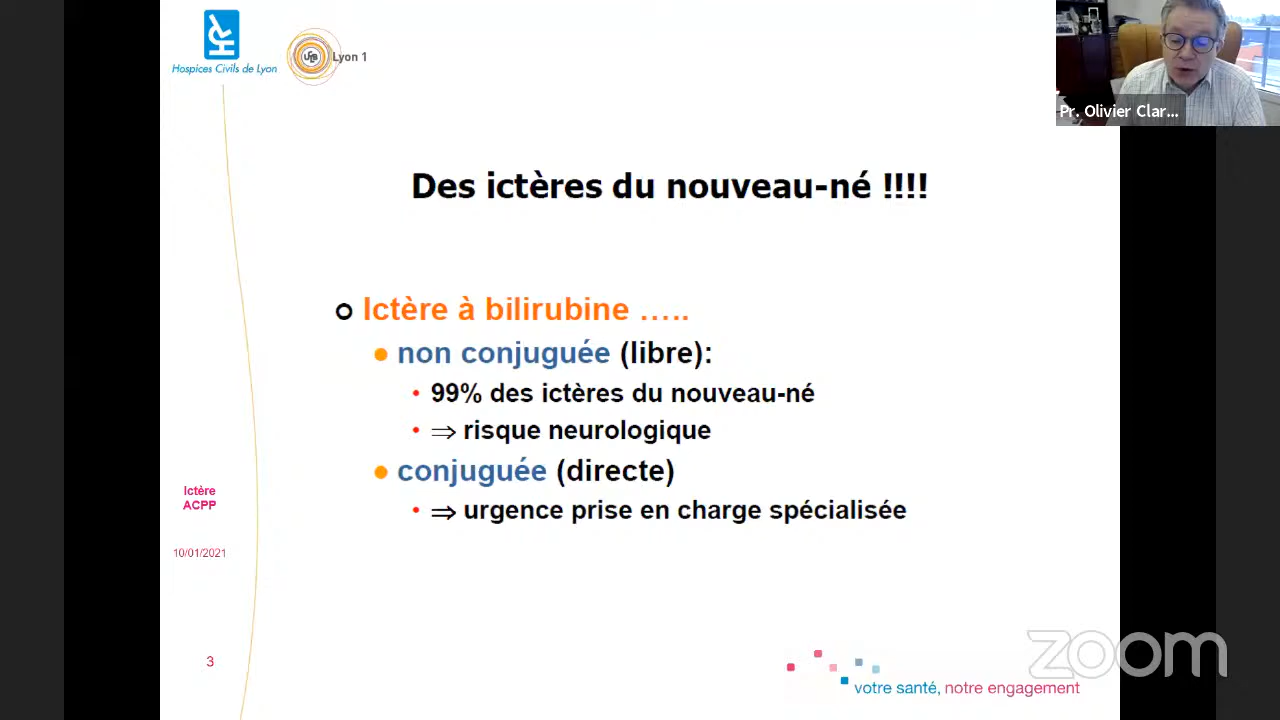 Hospices Civils de Lyon
Lyon 1
Pr. Olivier Clar...
Des ictères du nouveau-né !!!!
Ictère à bilirubine .....
non conjuguée (libre):
99% des ictères du nouveau-né
⇒ risque neurologique
conjuguée (directe)
⇒ urgence prise en charge spécialisée
Ictère
ACPP
10/01/2021
3
zoom
votre santé, notre engagement